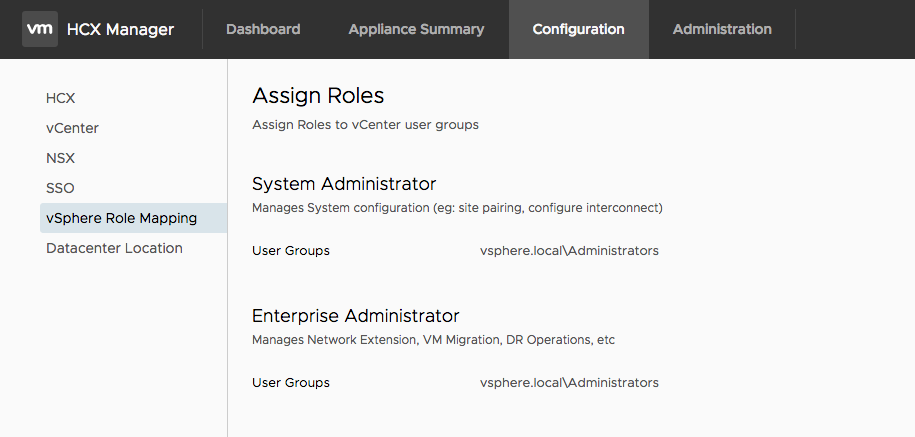 vm HCX Manager Dashboard Appliance Summary Configuration Administration
HCX
vCenter
NSX
SSO
vSphere Role Mapping
Datacenter Location
Assign Roles
Assign Roles to vCenter user groups
System Administrator
Manages System configuration (eg: site pairing, configure interconnect)
User Groups vsphere.local\Administrators
Enterprise Administrator
Manages Network Extension, VM Migration, DR Operations, etc
User Groups vsphere.local\Administrators